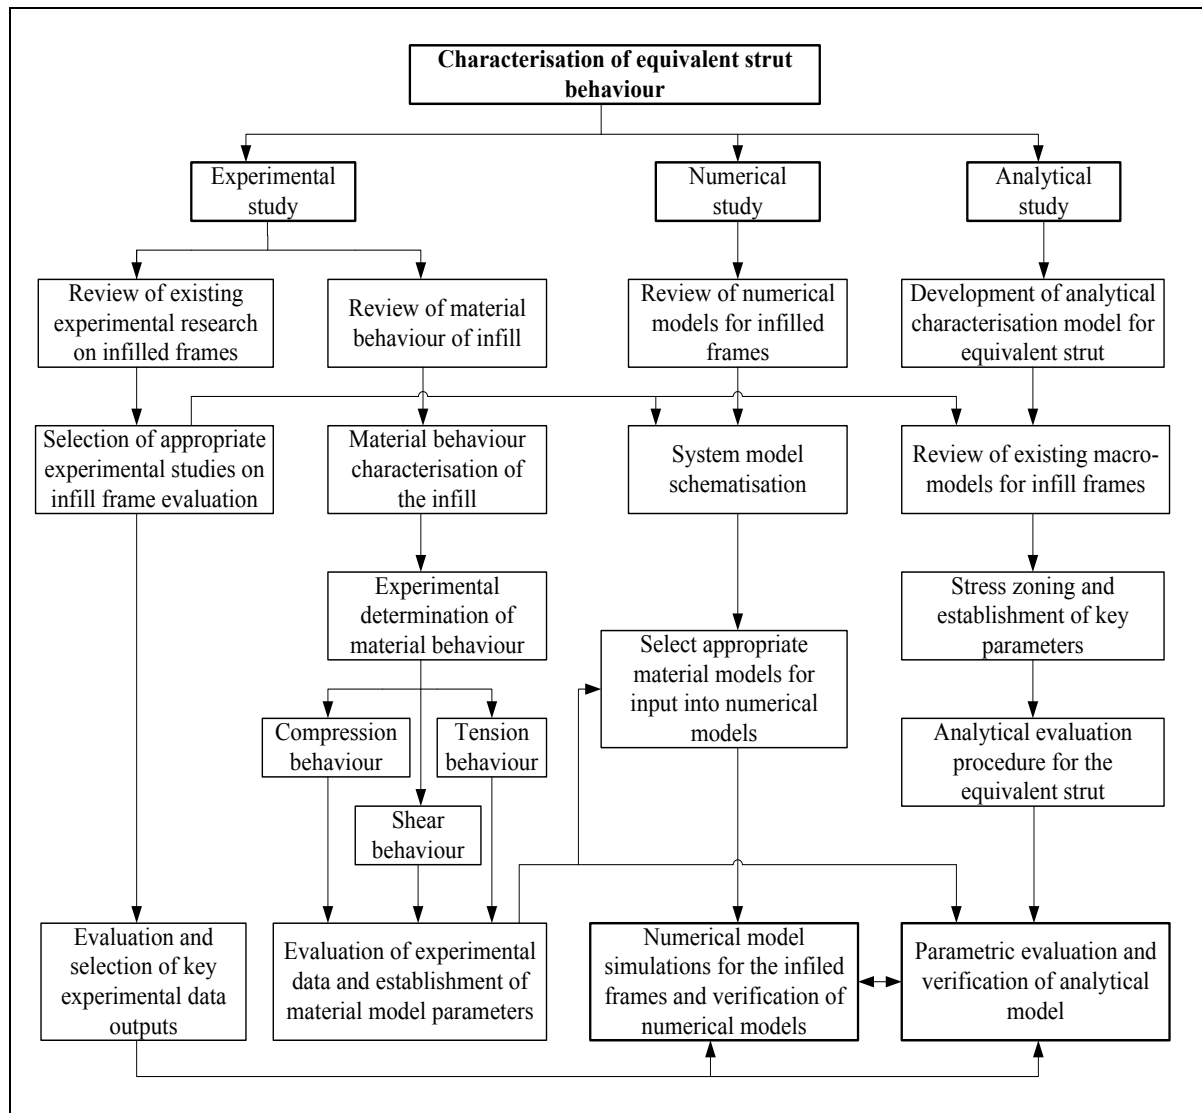 Characterisation of equivalent strut
behaviour
Experimental
study
Numerical
study
Analytical
study
Review of existing
experimental research
on infilled frames
Review of material
behaviour of infill
Review of numerical
models for infilled
frames
Development of analytical
characterisation model for
equivalent strut
Selection of appropriate
experimental studies on
infill frame evaluation
Material behaviour
characterisation of
the infill
System model
schematisation
Review of existing macro-
models for infill frames
Experimental
determination of
material behaviour
Stress zoning and
establishment of key
parameters
Select appropriate
material models for
input into numerical
models
Compression
behaviour
Tension
behaviour
Analytical evaluation
procedure for the
equivalent strut
Shear
behaviour
Evaluation and
selection of key
experimental data
outputs
Evaluation of experimental
data and establishment of
material model parameters
Numerical model
simulations for the infiled
frames and verification of
numerical models
Parametric evaluation and
verification of analytical
model